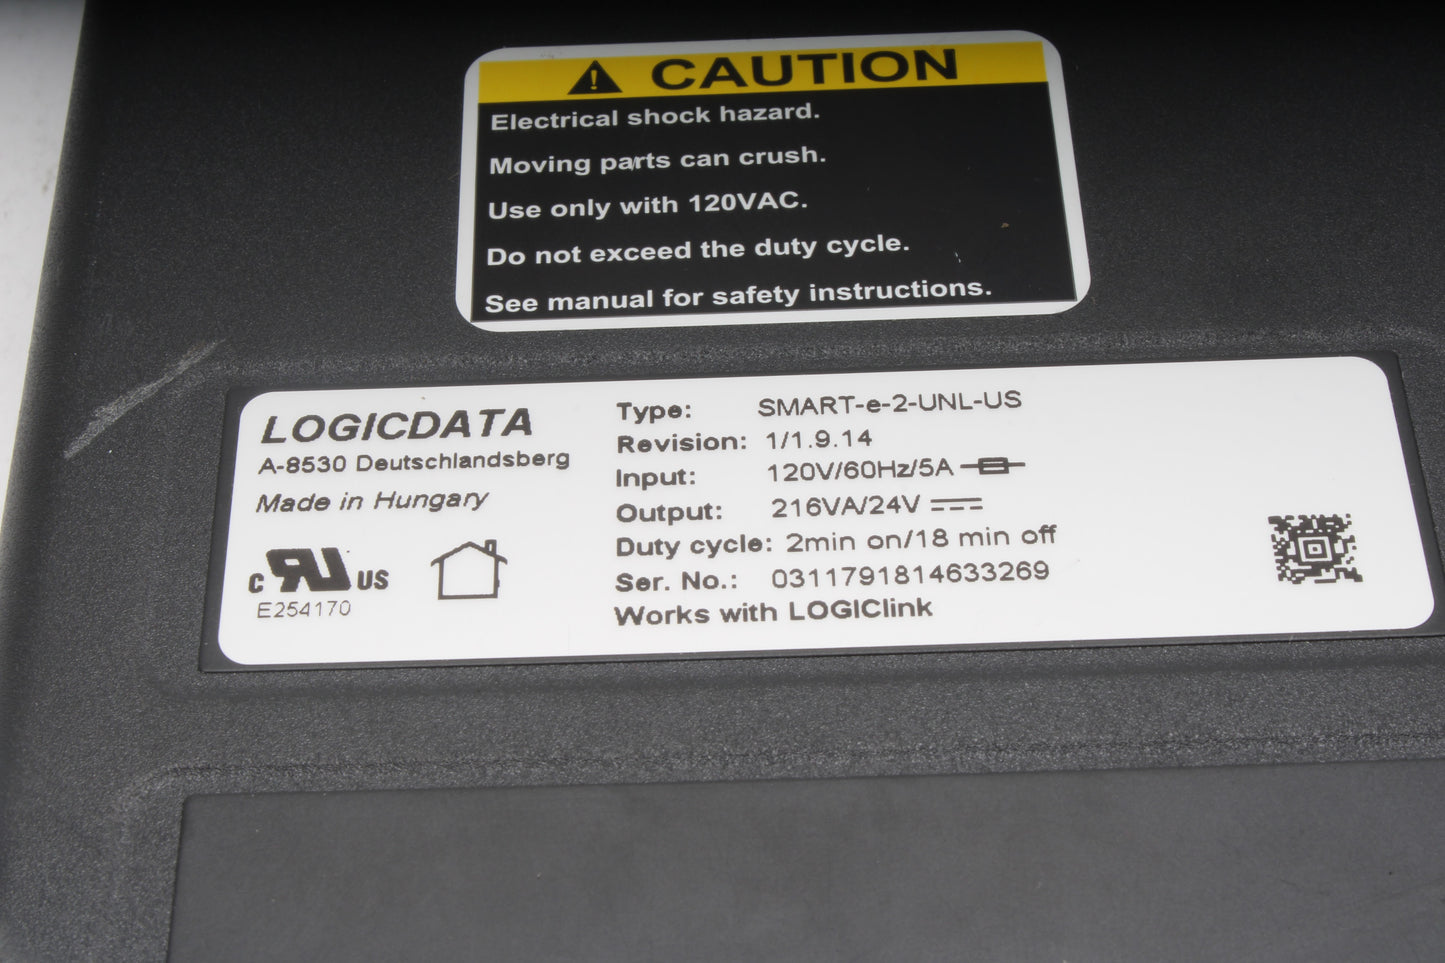 CAUTION
Electrical shock hazard.
Moving parts can crush.
Use only with 120VAC.
Do not exceed the duty cycle.
See manual for safety instructions.
LOGICDATA
A-8530 Deutschlandsberg
Made in Hungary
c RU US
E254170
Type: SMART-e-2-UNL-US
Revision: 1/1.9.14
Input: 120V/60Hz/5A
Output: 216VA/24V
Duty cycle: 2min on/18 min off
Ser. No.: 0311791814633269
Works with LOGIClink